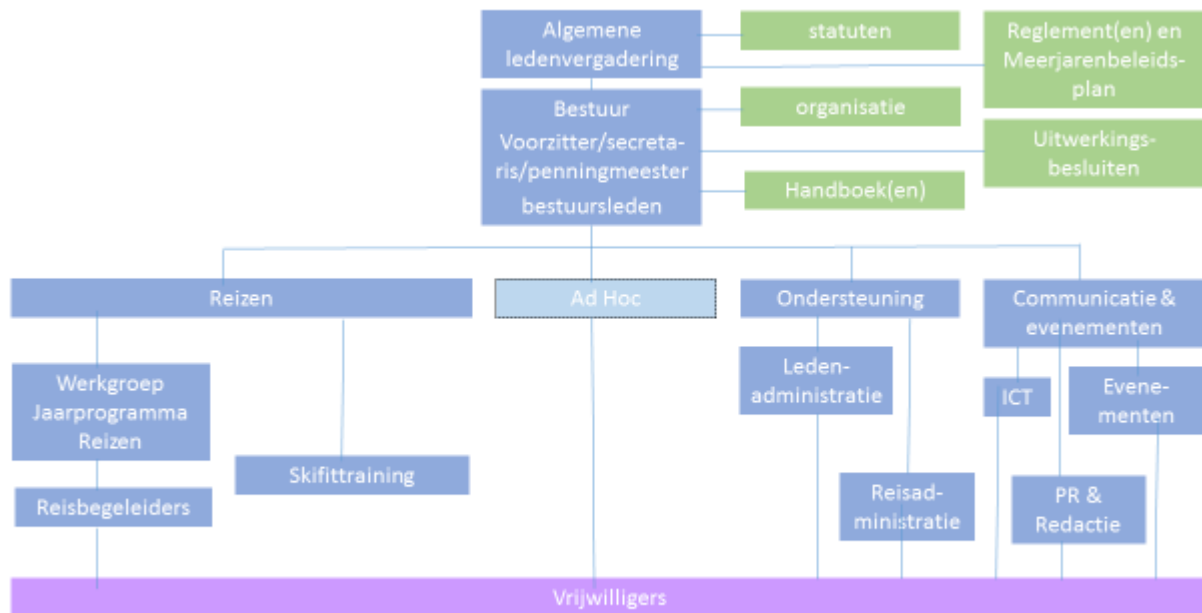 Algemene
ledenvergadering
statuten
Reglement(en) en
Meerjarenbeleids-
plan
Bestuur
Voorzitter/secreta-
ris/penningmeester
bestuursleden
organisatie
Uitwerkings-
besluiten
Handboek(en)
Reizen
Ad Hoc
Ondersteuning
Communicatie &
evenementen
Werkgroep
Jaarprogramma
Reizen
Leden-
administratie
ICT
Evene-
menten
Skifittraining
Reisbegeleiders
Reisad-
ministratie
PR &
Redactie
Vrijwilligers